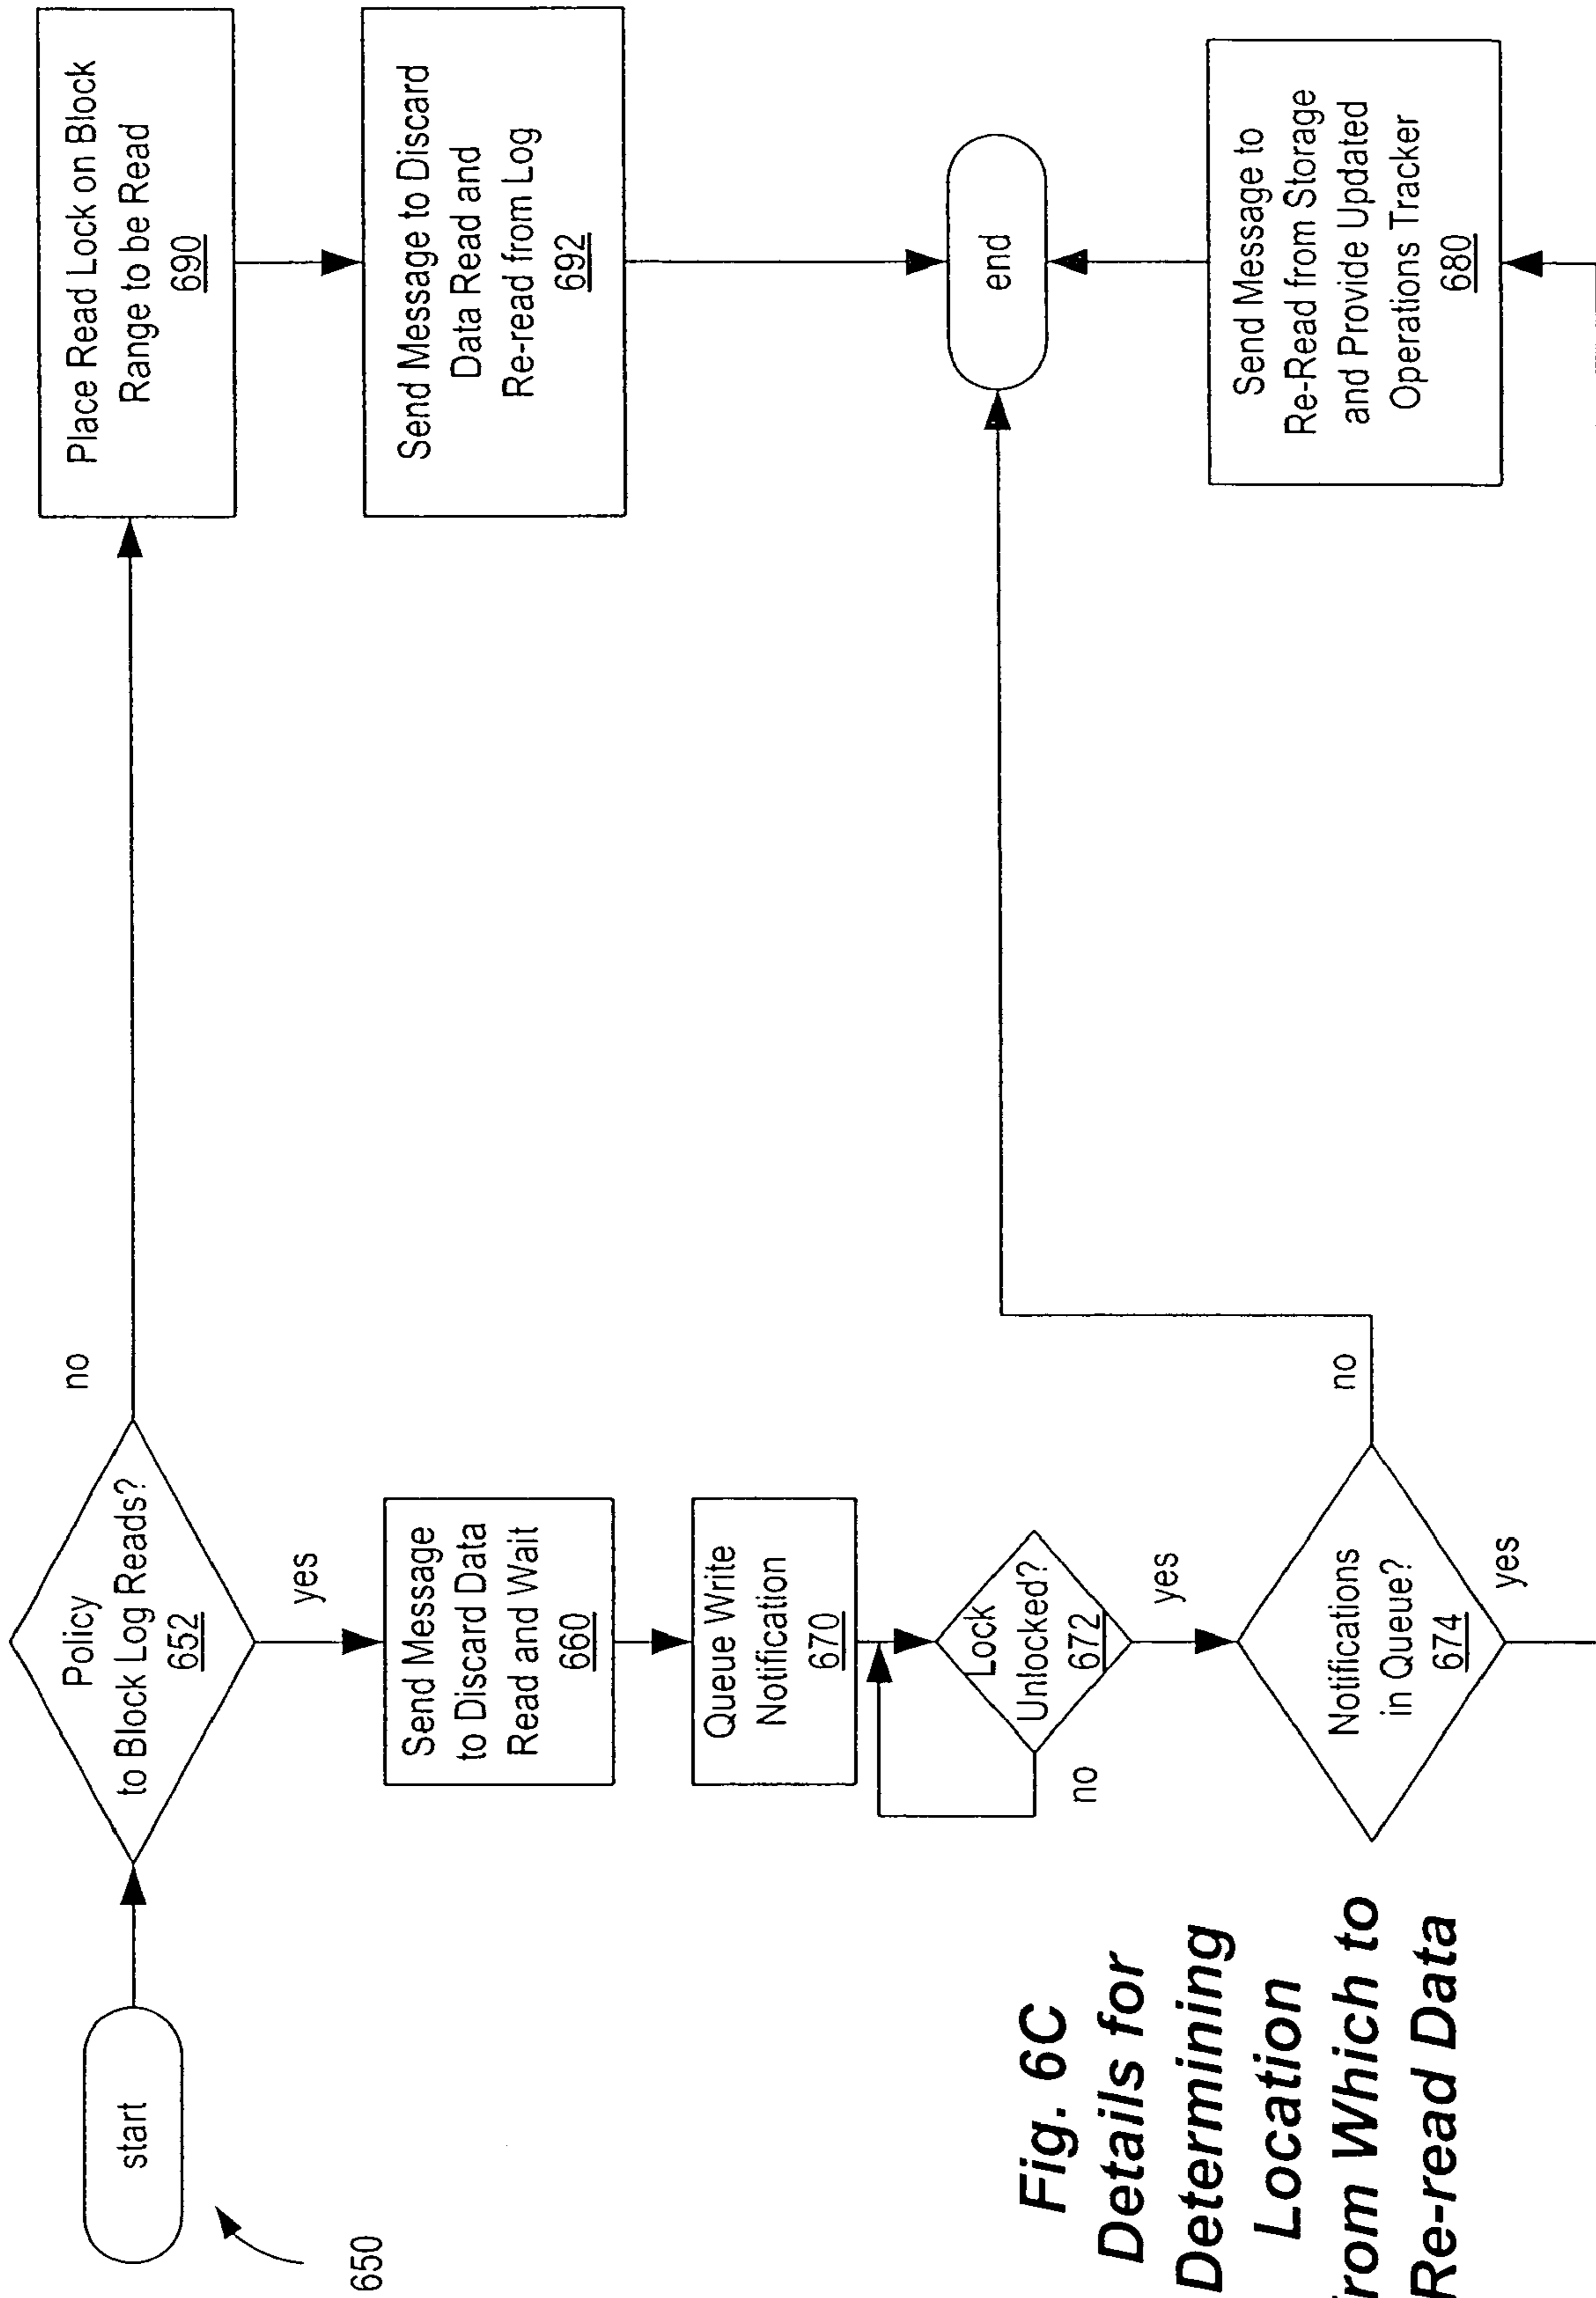 start
650
Policy
to Block Log Reads?
652
no
yes
Place Read Lock on Block
Range to be Read
690
Send Message to Discard
Data Read and
Re-read from Log
692
Send Message
to Discard Data
Read and Wait
660
Queue Write
Notification
670
Lock
Unlocked?
672
no
yes
Notifications
in Queue?
674
no
yes
end
Send Message to
Re-Read from Storage
and Provide Updated
Operations Tracker
680
Fig. 6C
Details for
Determining
Location
Which to
Re-read Data